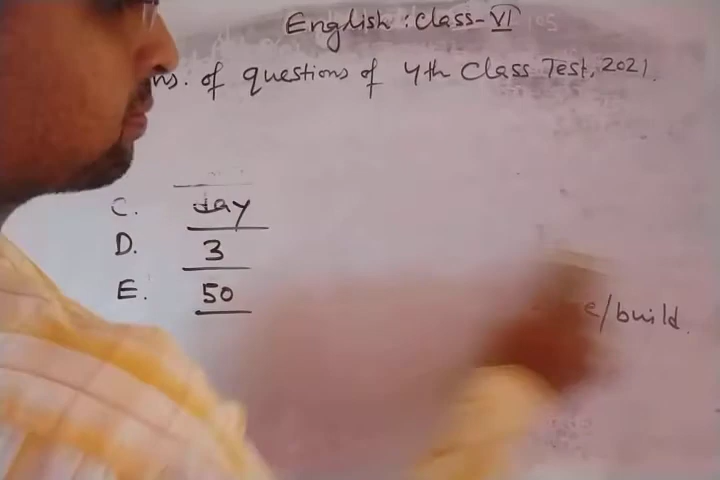 English : Class - VI
ns. of questions of 4th Class Test, 2021.
C. day
D. 3
E. 50
e/build.